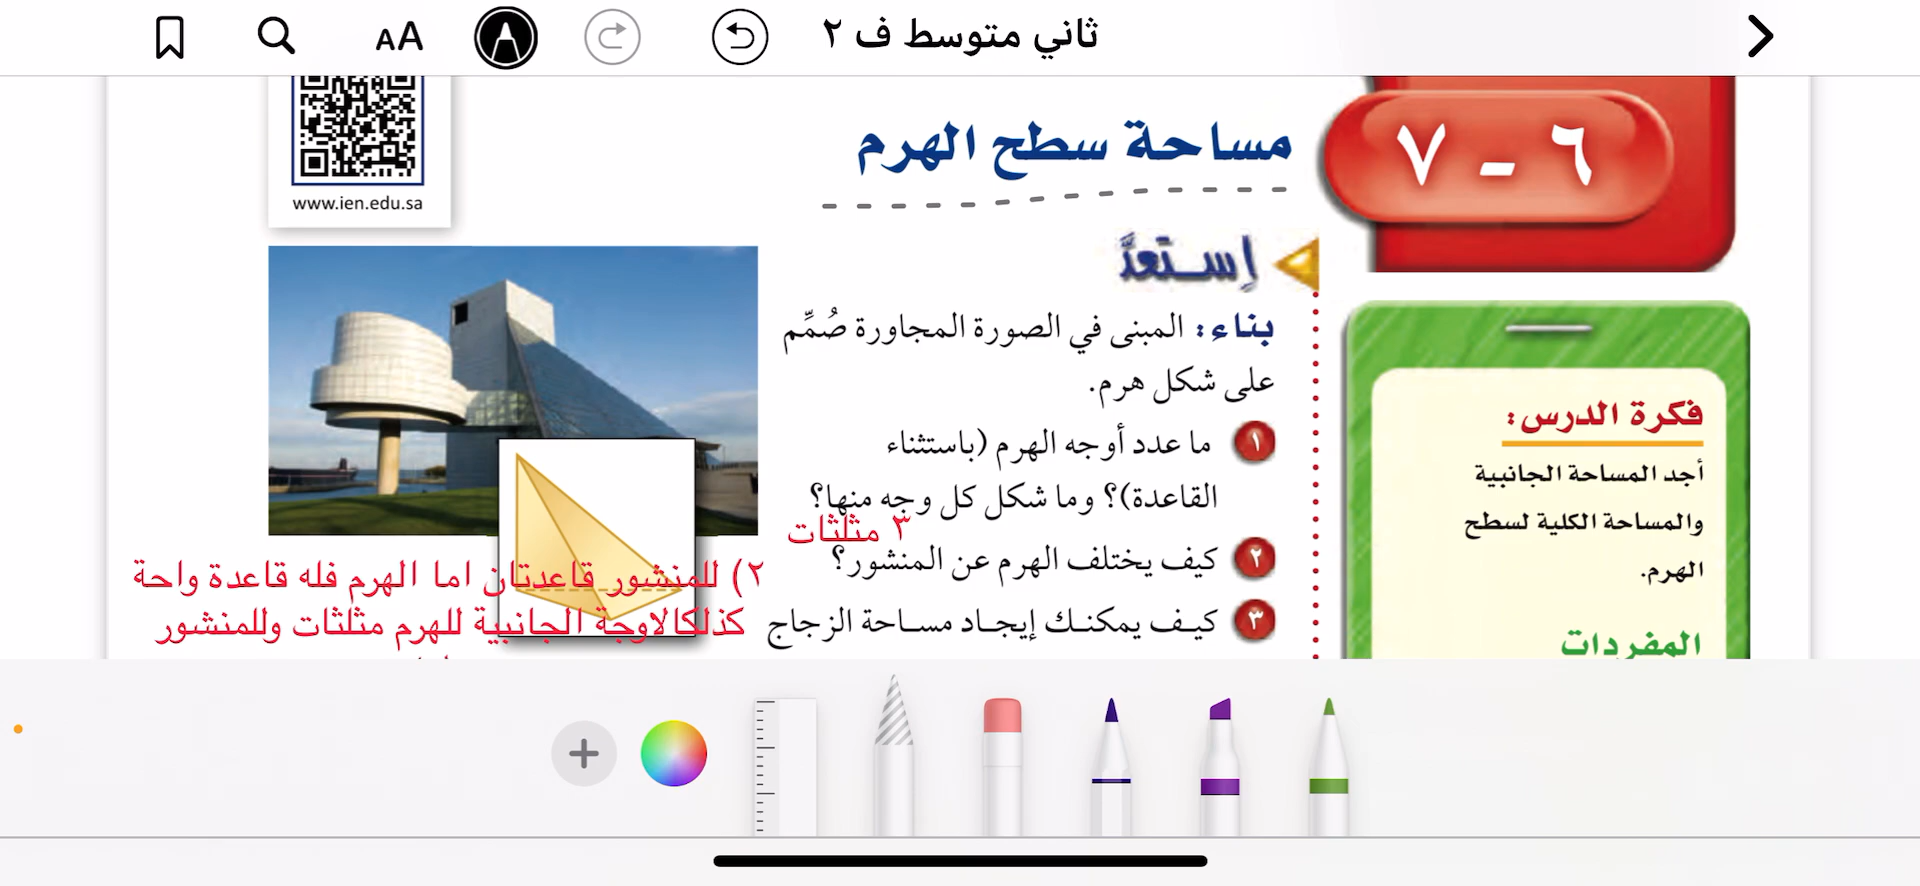 ثاني متوسط ف ٢
AA
www.ien.edu.sa
٦ - ٧
مساحة سطح الهرم
إستعدَّ
بناء: المبنى في الصورة المجاورة صُمِّم
على شكل هرم.
١ ما عدد أوجه الهرم (باستثناء
القاعدة)؟ وما شكل كل وجه منها؟
٣ مثلثات
٢ كيف يختلف الهرم عن المنشور؟
٣ كيف يمكنك إيجاد مساحة الزجاج
٢) للمنشور قاعدتان اما الهرم فله قاعدة واحة
كذلكالاوجة الجانبية للهرم مثلثات وللمنشور
فكرة الدرس:
أجد المساحة الجانبية
والمساحة الكلية لسطح
الهرم.
المفردات